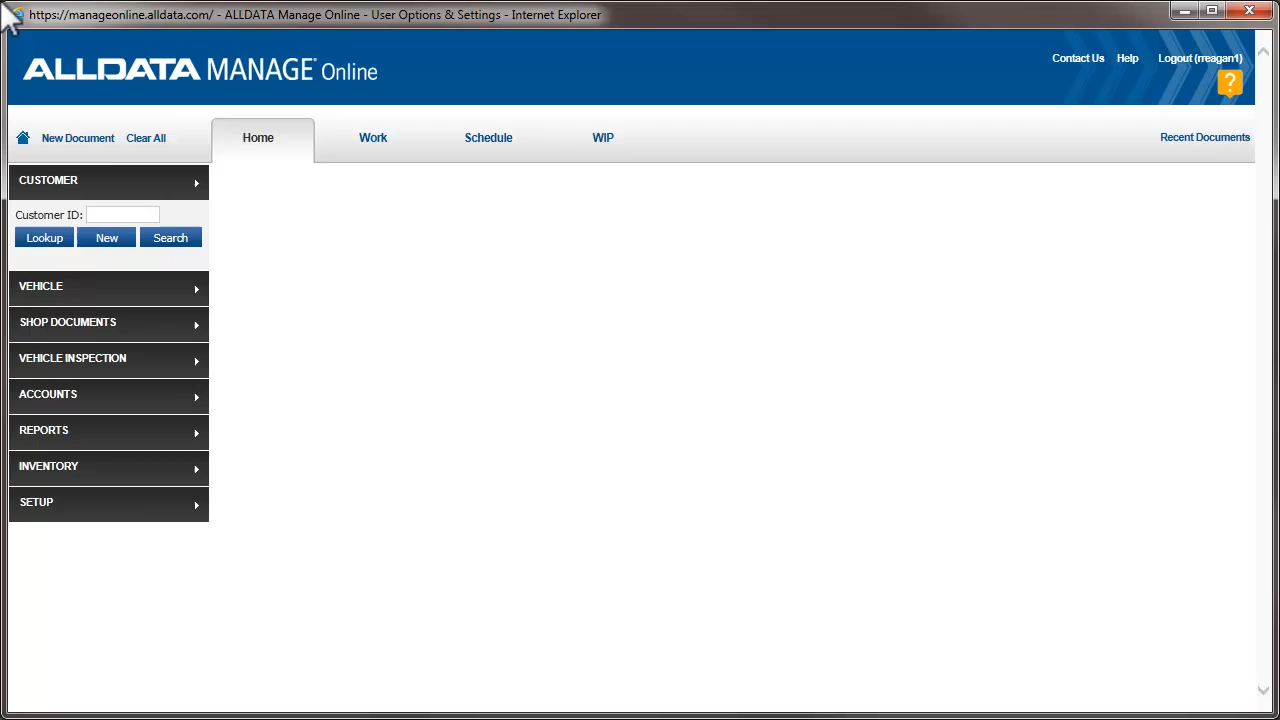 https://manageonline.alldata.com/ - ALLDATA Manage Online - User Options & Settings - Internet Explorer
ALLDATA MANAGE® Online
Contact Us Help Logout (rreagan1)
?
New Document Clear All Home Work Schedule WIP Recent Documents
CUSTOMER
Customer ID:
Lookup New Search
VEHICLE
SHOP DOCUMENTS
VEHICLE INSPECTION
ACCOUNTS
REPORTS
INVENTORY
SETUP